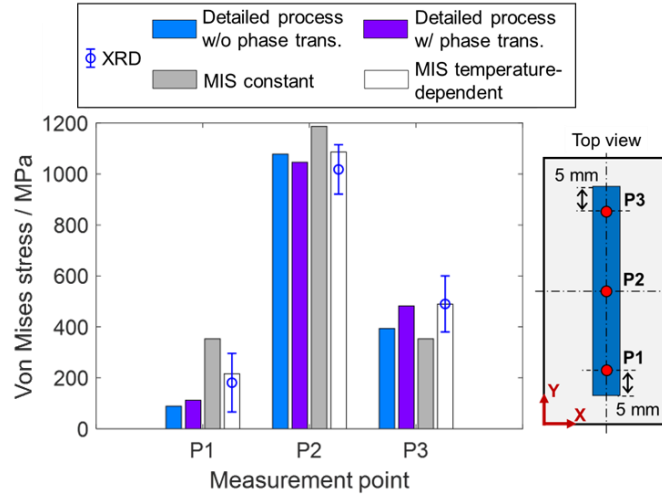 Detailed process
w/o phase trans.
Detailed process
w/ phase trans.
XRD
MIS constant
MIS temperature-
dependent
1200
1000
800
600
400
200
0
Von Mises stress / MPa
P1
P2
P3
Measurement point
Top view
5 mm
P3
P2
P1
Y
X
5 mm